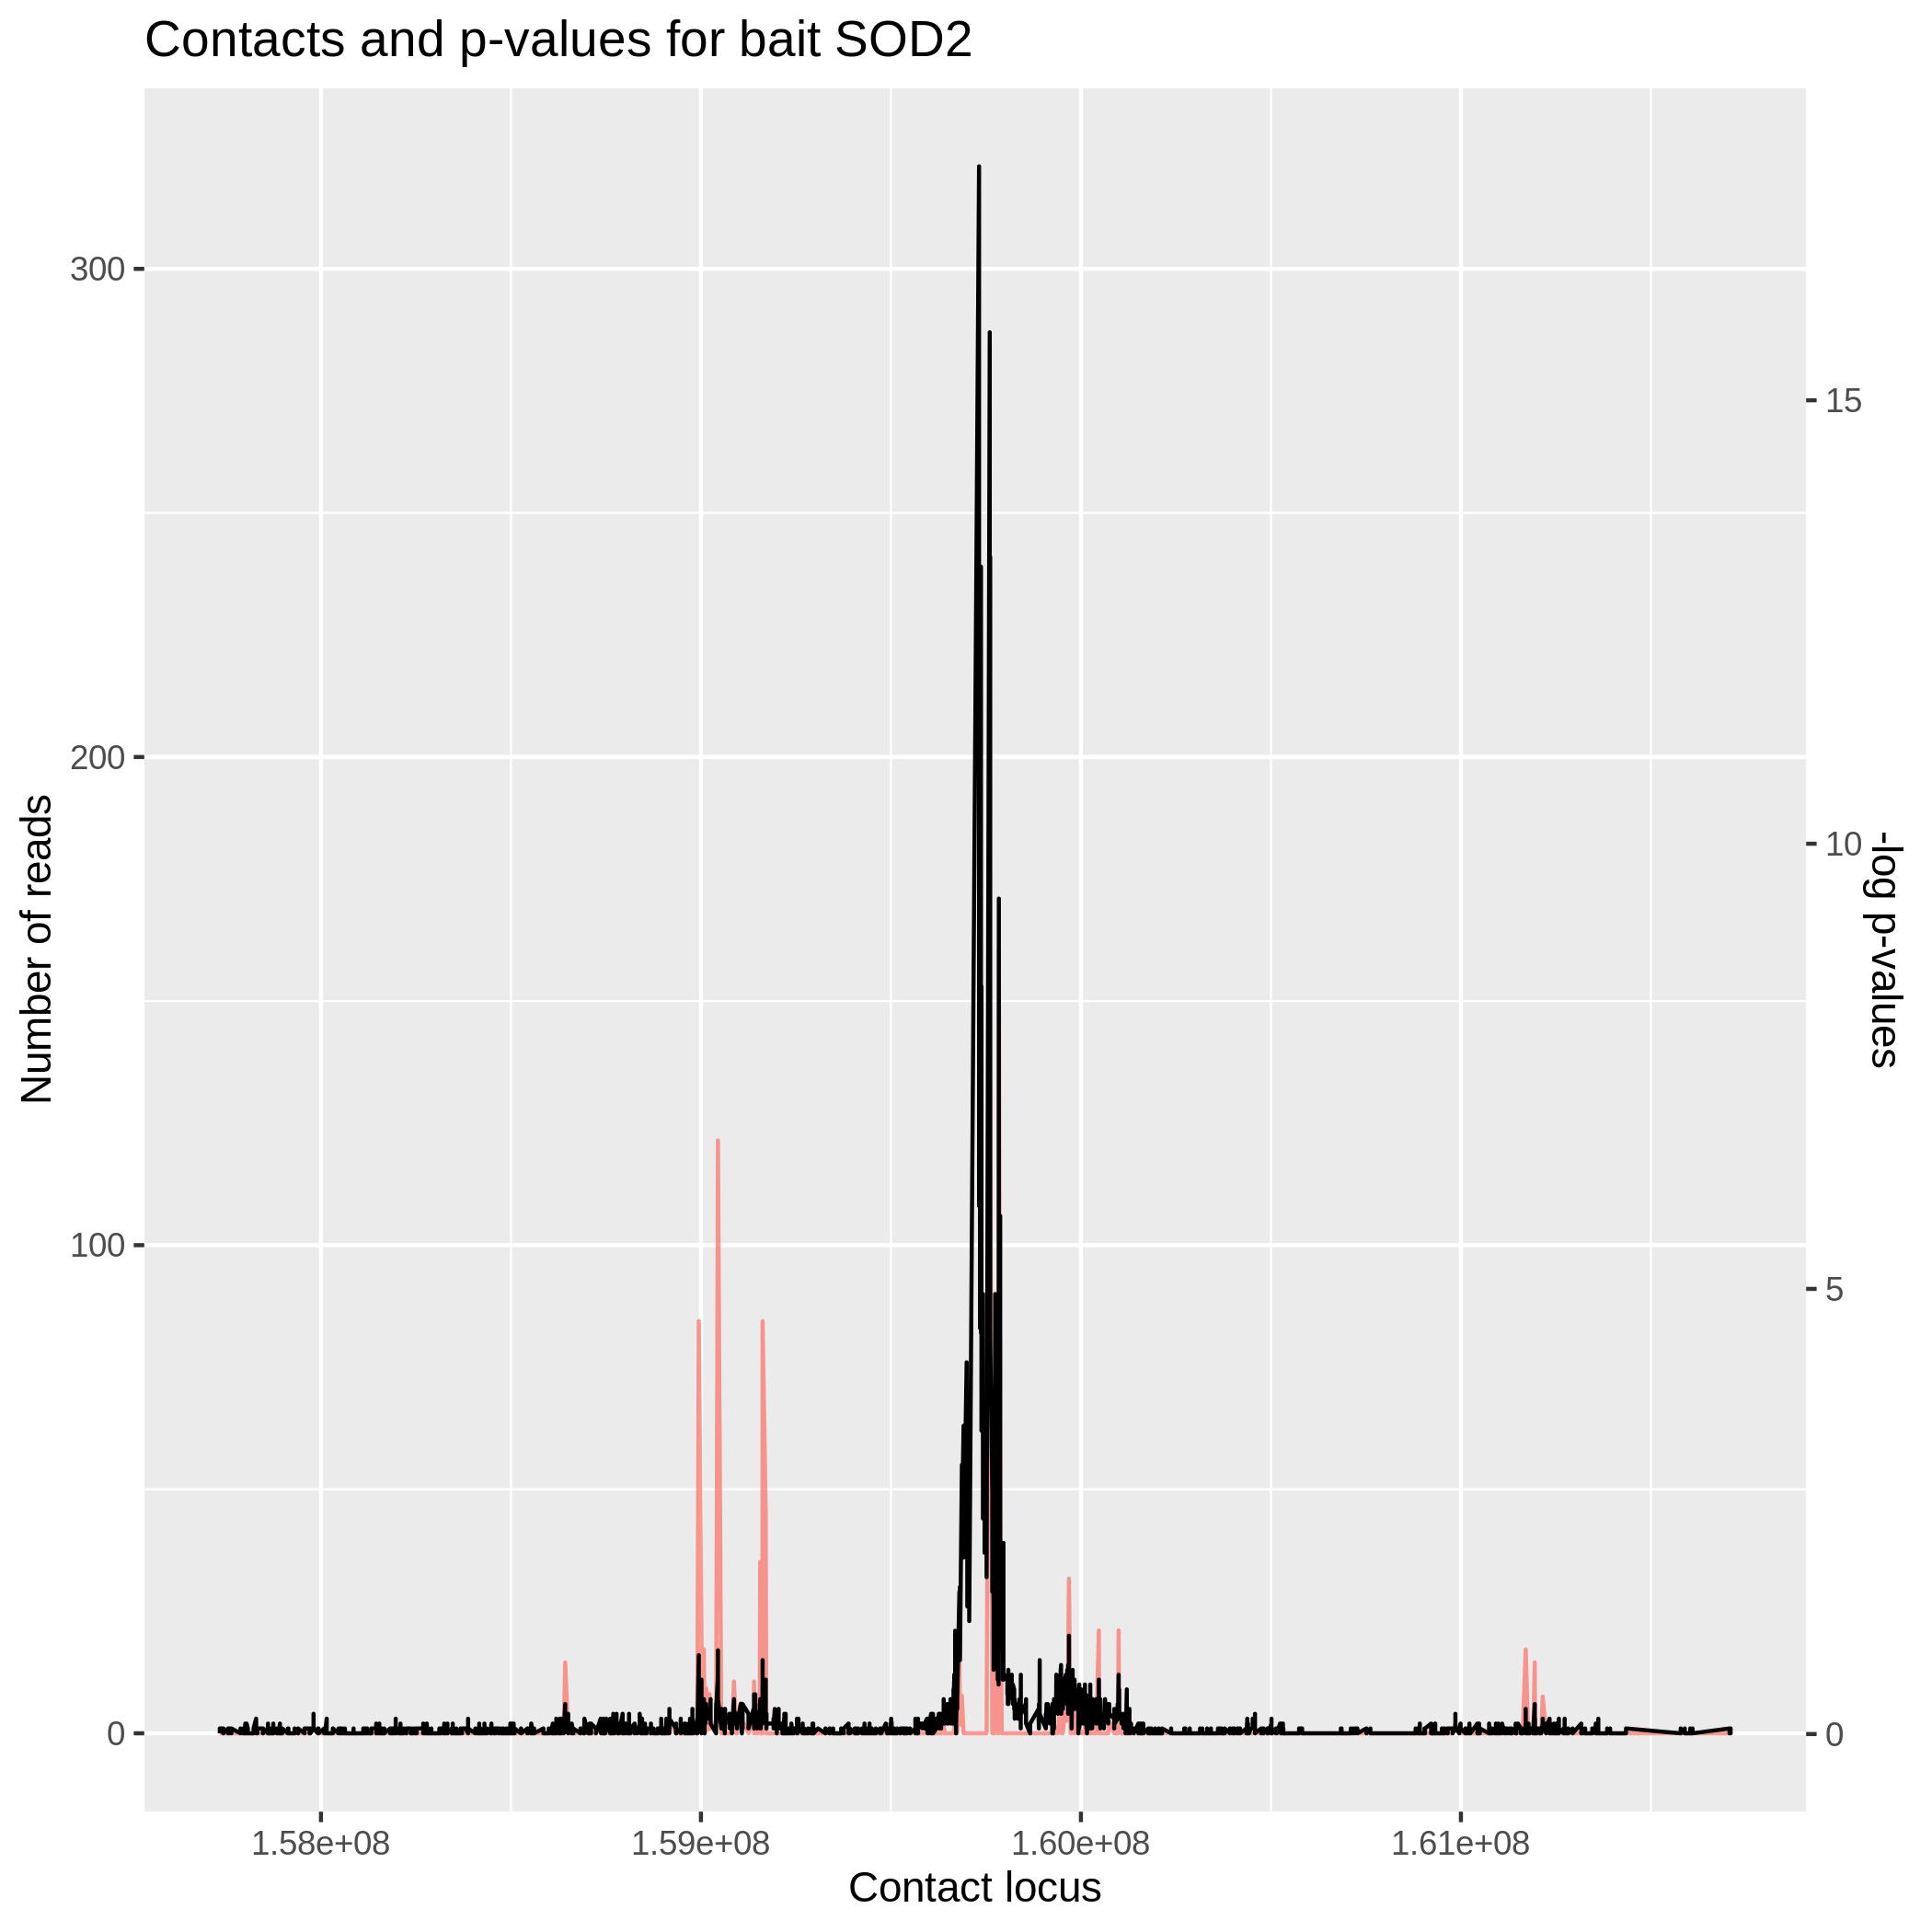 Contacts and p-values for bait SOD2
Number of reads
300
200
100
0
15
10
5
0
-log p-values
1.58e+08 1.59e+08 1.60e+08 1.61e+08
Contact locus